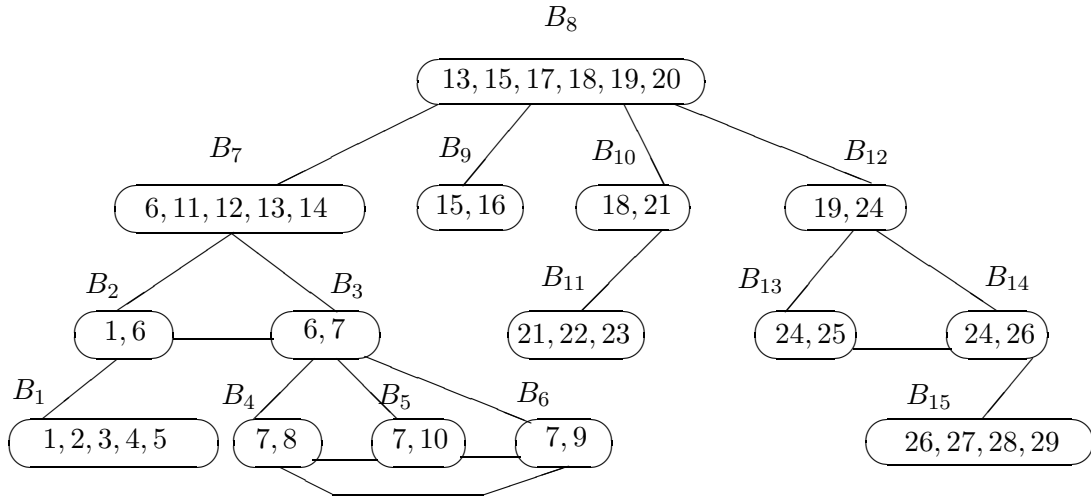 B₈
13, 15, 17, 18, 19, 20
B₇ B₉ B₁₀ B₁₂
6, 11, 12, 13, 14 15, 16 18, 21 19, 24
B₂ B₃ B₁₁ B₁₃ B₁₄
1, 6 6, 7 21, 22, 23 24, 25 24, 26
B₁ B₄ B₅ B₆ B₁₅
1, 2, 3, 4, 5 7, 8 7, 10 7, 9 26, 27, 28, 29